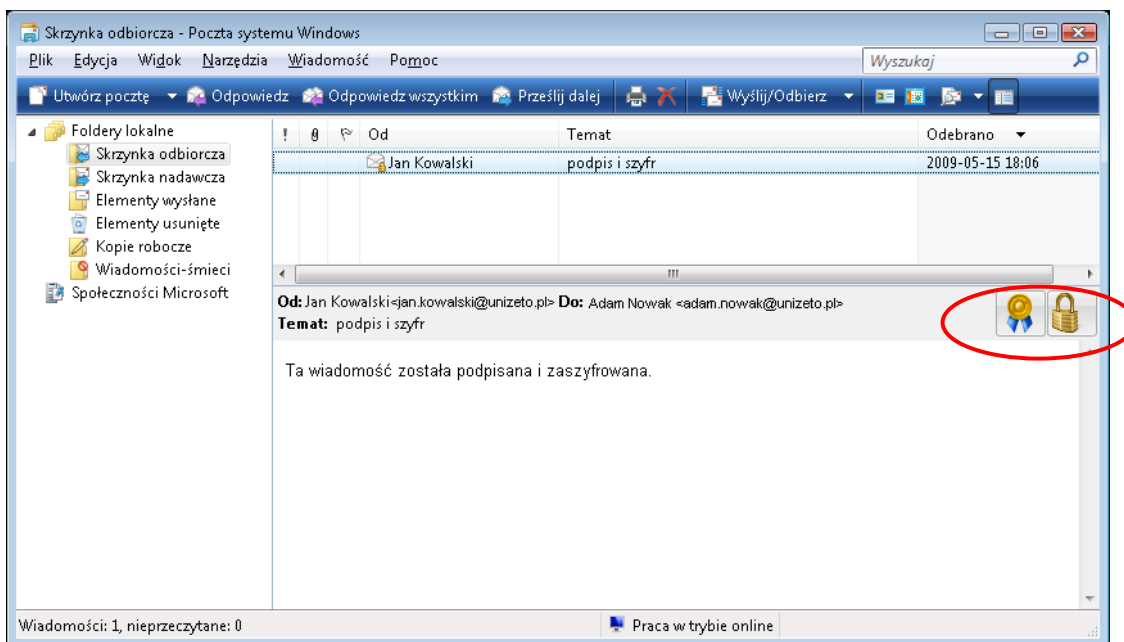 Skrzynka odbiorcza - Poczta systemu Windows
Plik Edycja Widok Narzędzia Wiadomość Pomoc Wyszukaj
Utwórz pocztę Odpowiedz Odpowiedz wszystkim Prześlij dalej Wyślij/Odbierz
Foldery lokalne
Skrzynka odbiorcza
Skrzynka nadawcza
Elementy wysłane
Elementy usunięte
Kopie robocze
Wiadomości-śmieci
Społeczności Microsoft
! Od Temat Odebrano
Jan Kowalski podpis i szyfr 2009-05-15 18:06
Od: Jan Kowalski<jan.kowalski@unizeto.pl> Do: Adam Nowak <adam.nowak@unizeto.pl>
Temat: podpis i szyfr
Ta wiadomość została podpisana i zaszyfrowana.
Wiadomości: 1, nieprzeczytane: 0 Praca w trybie online